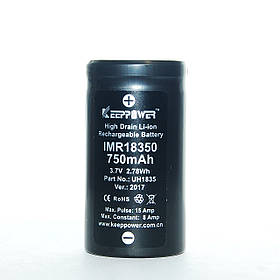 +
KEEPPOWER
High Drain Li-ion
Rechargeable Battery
IMR18350
750mAh
3.7V 2.78Wh
Part No.: UH1835
Ver.: 2017
Max. Pulse: 15 Amp
Max. Constant: 8 Amp
www.keeppower.com.cn
-